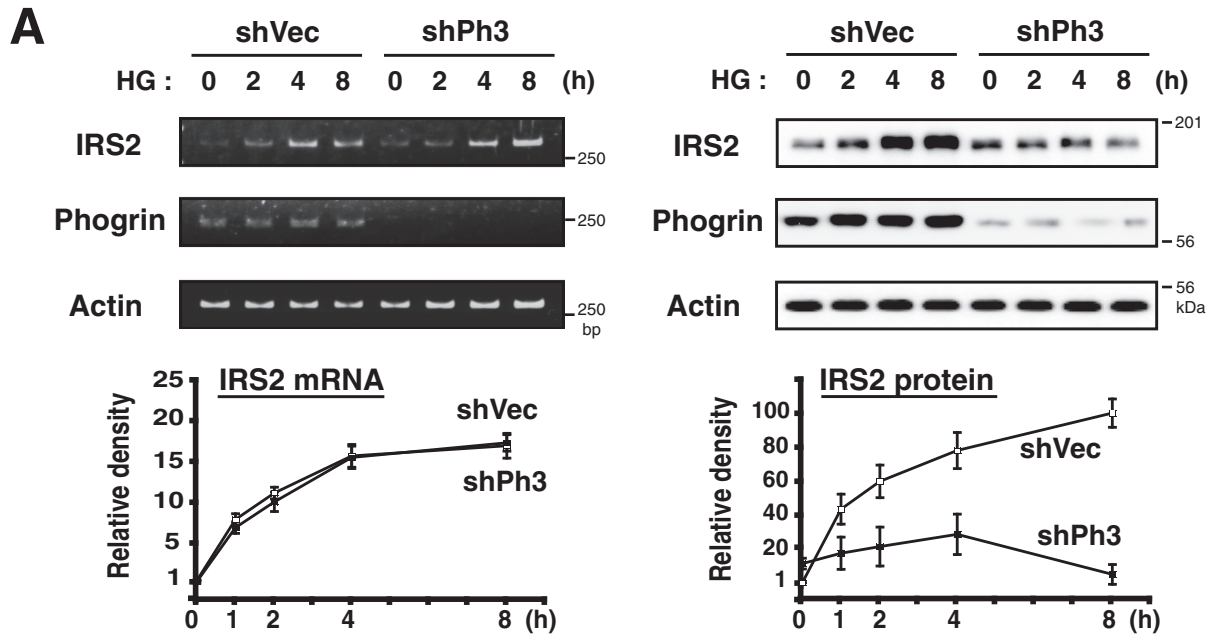 A
shVec shPh3
HG : 0 2 4 8 0 2 4 8 (h)
IRS2
250
Phogrin
250
Actin
250
bp
IRS2 mRNA
Relative density
25
20
15
10
5
1
shVec
shPh3
0 1 2 4 8 (h)
shVec shPh3
HG : 0 2 4 8 0 2 4 8 (h)
IRS2
201
Phogrin
56
Actin
56
kDa
IRS2 protein
Relative density
100
80
60
40
20
1
shVec
shPh3
0 1 2 4 8 (h)